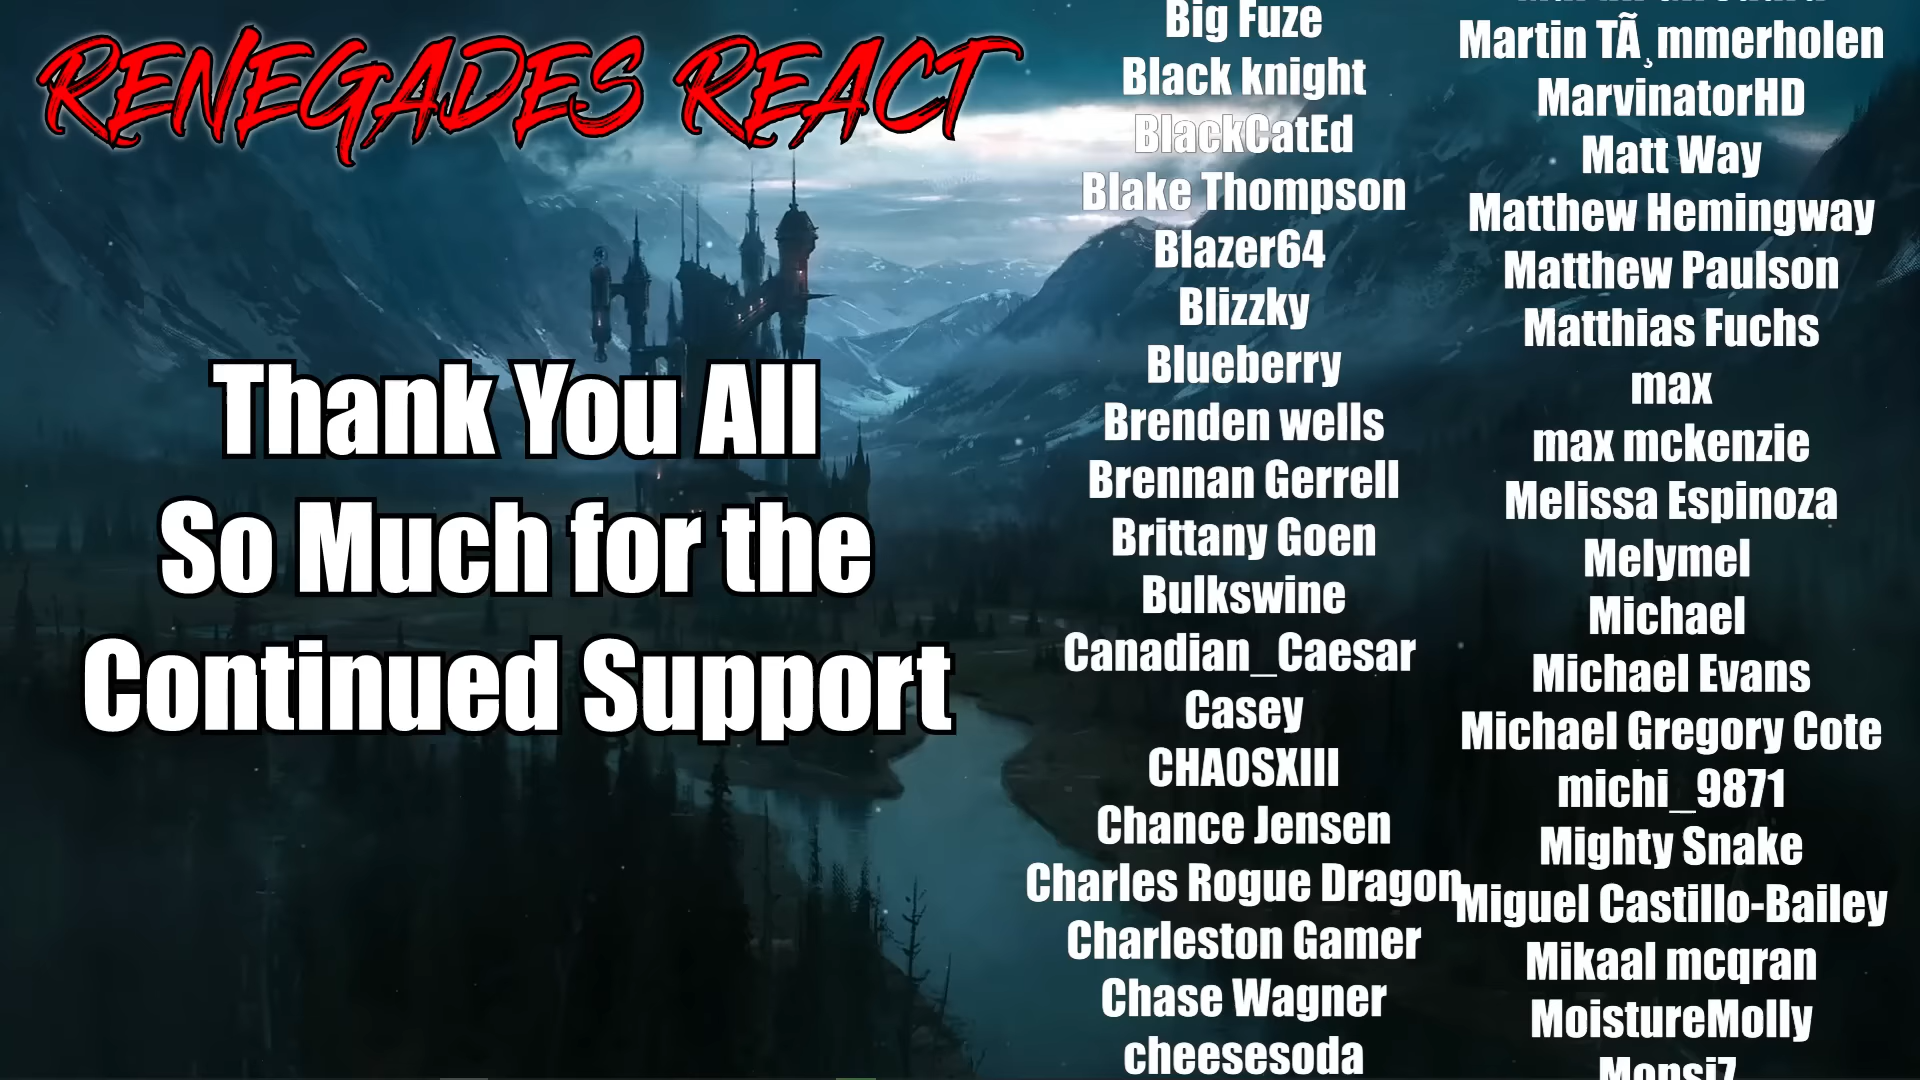 RENEGADES REACT
Thank You All
So Much for the
Continued Support
Big Fuze
Black knight
BlackCatEd
Blake Thompson
Blazer64
Blizzky
Blueberry
Brenden wells
Brennan Gerrell
Brittany Goen
Bulkswine
Canadian_Caesar
Casey
CHAOSXIII
Chance Jensen
Charles Rogue Dragon
Charleston Gamer
Chase Wagner
cheesesoda
Martin TÃ¸mmerholen
MarvinatorHD
Matt Way
Matthew Hemingway
Matthew Paulson
Matthias Fuchs
max
max mckenzie
Melissa Espinoza
Melymel
Michael
Michael Evans
Michael Gregory Cote
michi_9871
Mighty Snake
Miguel Castillo-Bailey
Mikaal mcqran
MoistureMolly